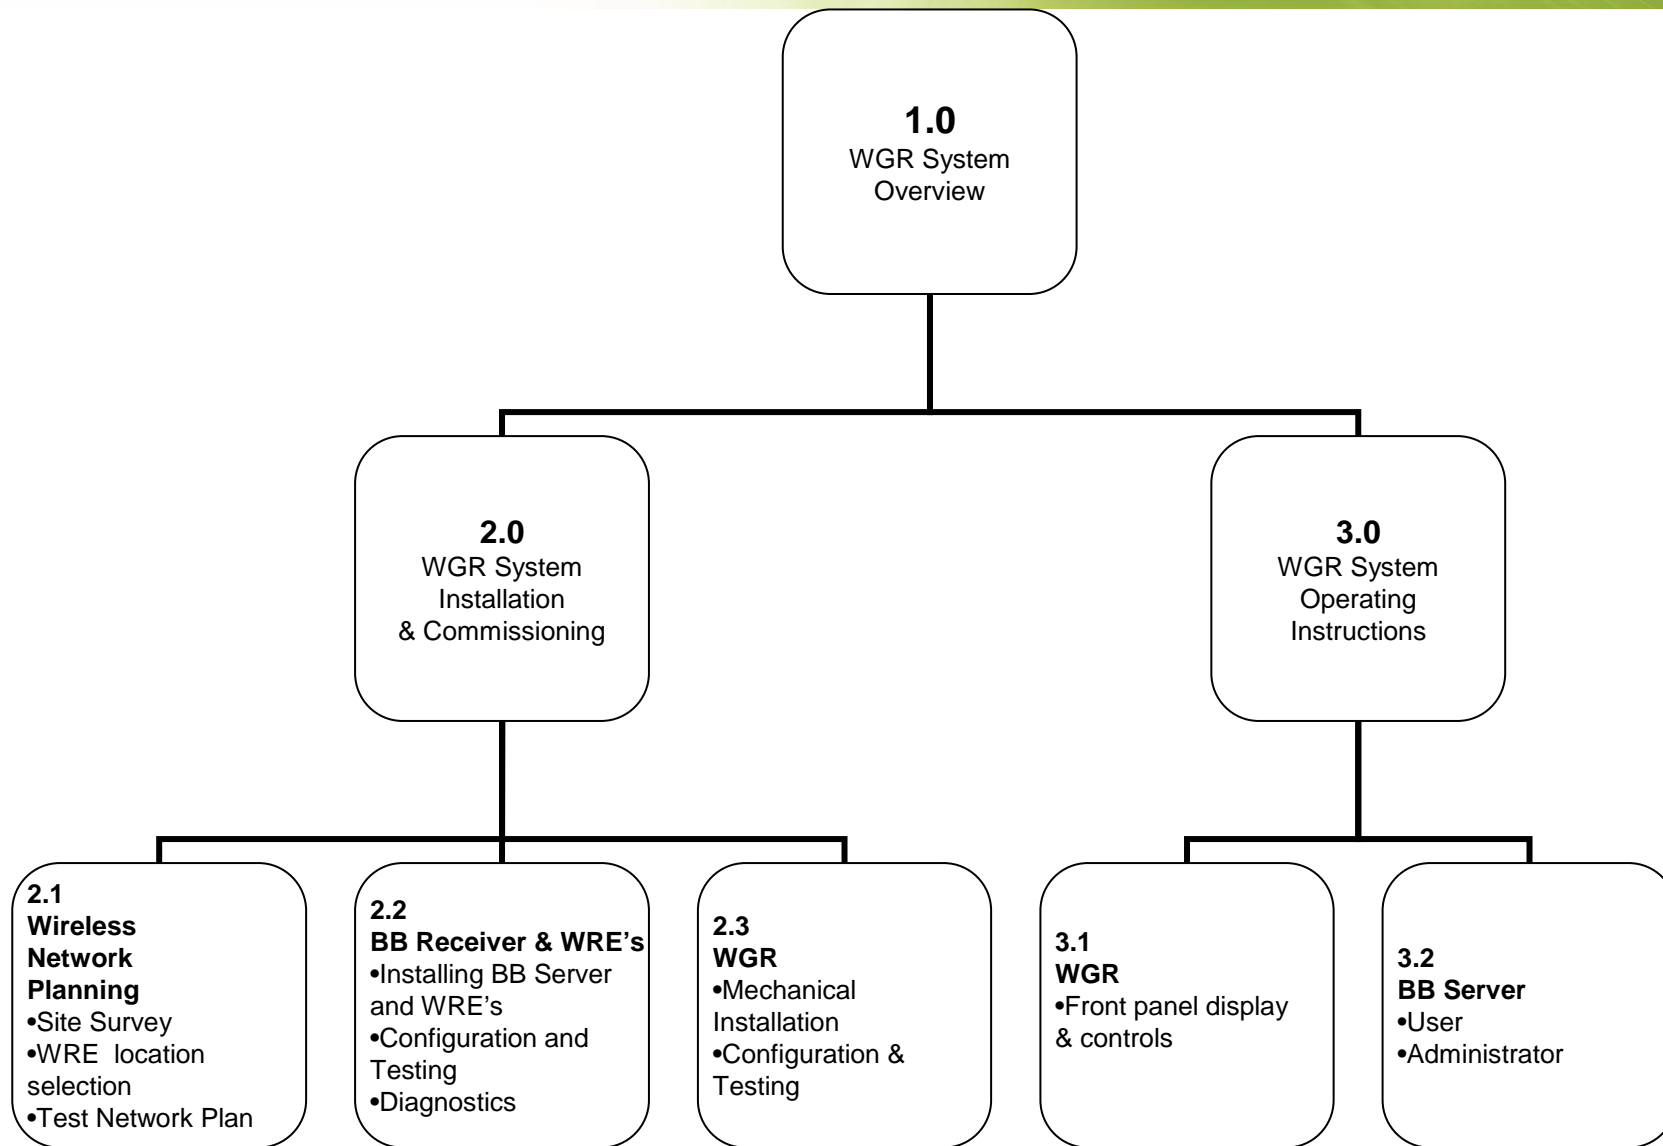 1.0
WGR System
Overview
2.0
WGR System
Installation
& Commissioning
3.0
WGR System
Operating
Instructions
2.1
Wireless
Network
Planning
•Site Survey
•WRE  location
selection
•Test Network Plan
2.2
BB Receiver & WRE’s
•Installing BB Server
and WRE’s
•Configuration and
Testing
•Diagnostics
2.3
WGR
•Mechanical
Installation
•Configuration &
Testing
3.1
WGR
•Front panel display
& controls
3.2
BB Server
•User
•Administrator